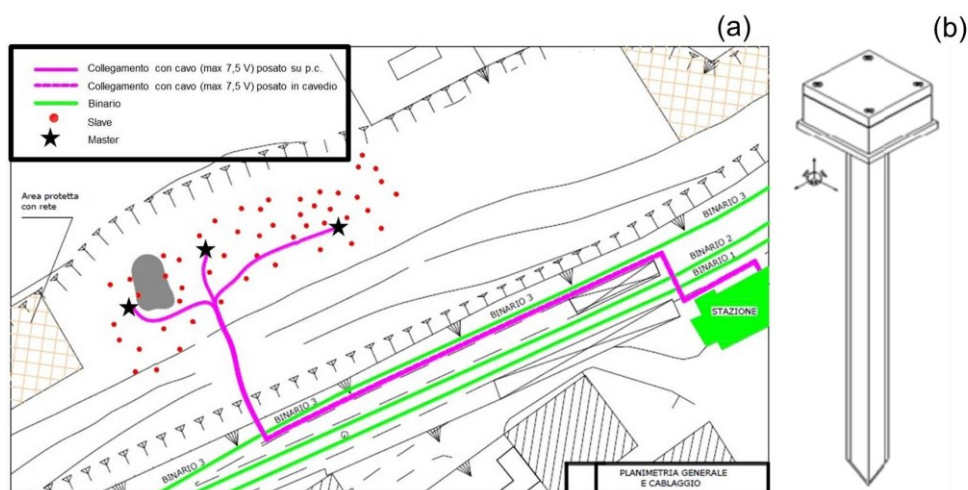 (a)
(b)
Collegamento con cavo (max 7,5 V) posato su p.c.
Collegamento con cavo (max 7,5 V) posato in cavedio
Binario
Slave
Master
Area protetta
con rete
BINARIO 3
BINARIO 2
BINARIO 1
BINARIO 3
BINARIO 3
STAZIONE
BINARIO 3
BINARIO 3
PLANIMETRIA GENERALE
E CABLAGGIO